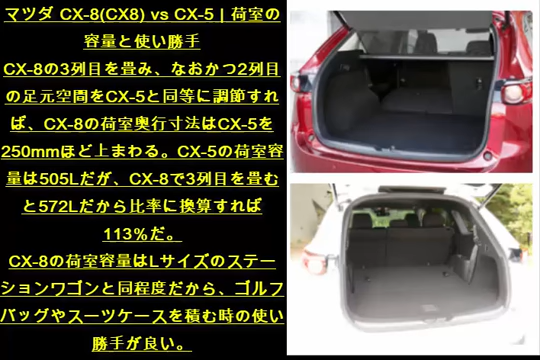 マツダ CX-8(CX8) vs CX-5 | 荷室の
容量と使い勝手
CX-8の3列目を畳み、なおかつ2列目
の足元空間をCX-5と同等に調節すれ
ば、CX-8の荷室奥行寸法はCX-5を
250mmほど上まわる。CX-5の荷室容
量は505Lだが、CX-8で3列目を畳む
と572Lだから比率に換算すれば
113%だ。
CX-8の荷室容量はLサイズのステー
ションワゴンと同程度だから、ゴルフ
バッグやスーツケースを積む時の使い
勝手が良い。